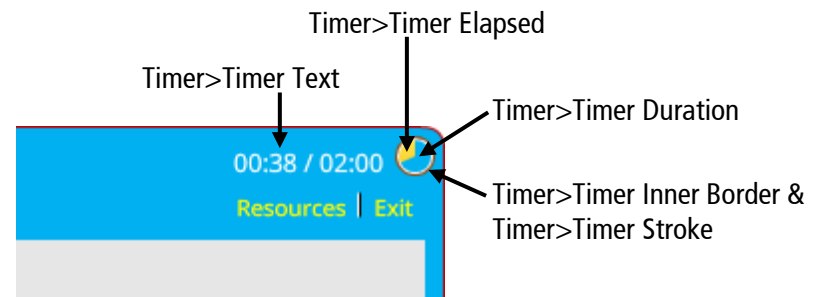 Timer>Timer Elapsed
Timer>Timer Text
Timer>Timer Duration
00:38 / 02:00
Timer>Timer Inner Border &
Timer>Timer Stroke
Resources | Exit